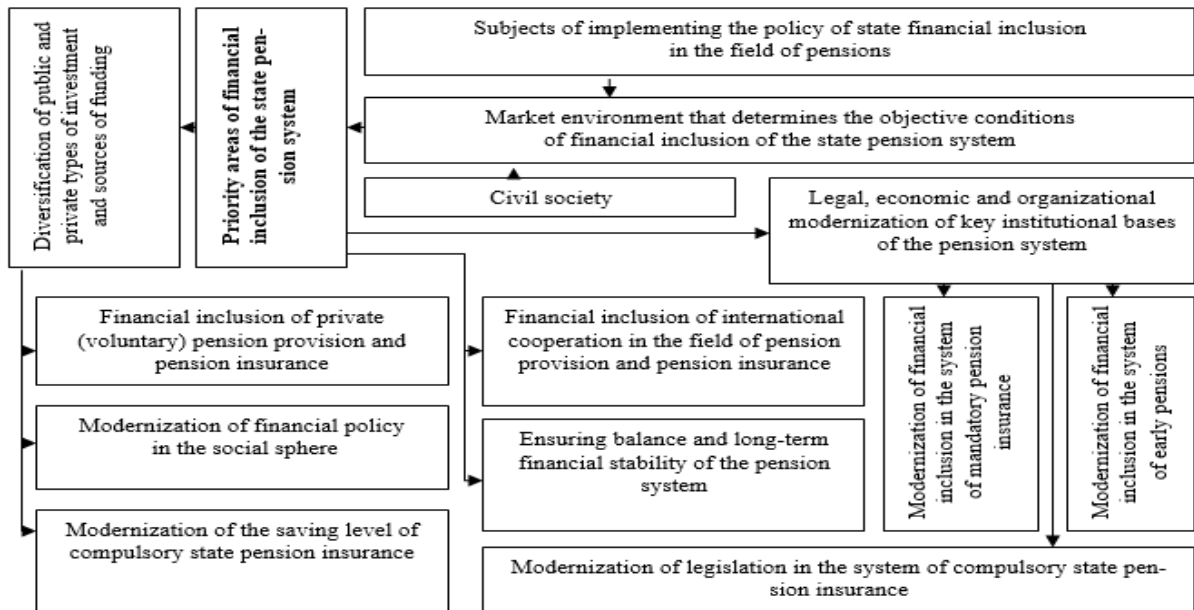 Diversification of public and
private types of investment
and sources of funding
Priority areas of financial
inclusion of the state pen-
sion system
Subjects of implementing the policy of state financial inclusion
in the field of pensions
Market environment that determines the objective conditions
of financial inclusion of the state pension system
Civil society
Legal, economic and organizational
modernization of key institutional bases
of the pension system
Financial inclusion of private
(voluntary) pension provision and
pension insurance
Financial inclusion of international
cooperation in the field of pension
provision and pension insurance
Modernization of financial
inclusion in the system
of mandatory pension
insurance
Modernization of financial
inclusion in the system
of early pensions
Modernization of financial policy
in the social sphere
Ensuring balance and long-term
financial stability of the pension
system
Modernization of the saving level of
compulsory state pension insurance
Modernization of legislation in the system of compulsory state pen-
sion insurance